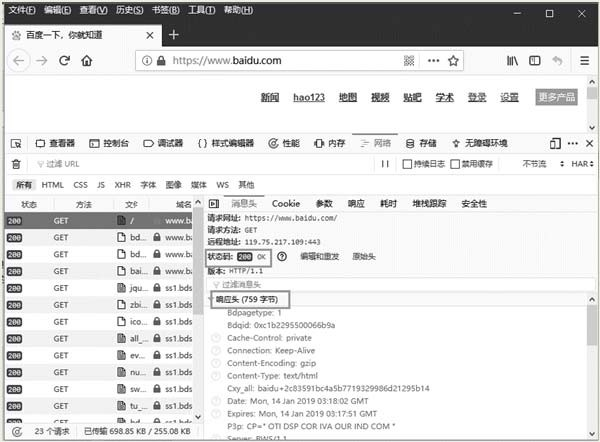 文件(F) 编辑(E) 查看(V) 历史(S) 书签(B) 工具(T) 帮助(H)
百度一下，你就知道
https://www.baidu.com
新闻 hao123 地图 视频 贴吧 学术 登录 设置 更多产品
查看器 控制台 调试器 {} 样式编辑器 性能 内存 网络 存储 无障碍环境
过滤 URL 持续日志 禁用缓存 不节流 HAR
所有 HTML CSS JS XHR 字体 图像 媒体 WS 其他
消息头 Cookie 参数 响应 耗时 堆栈跟踪 安全性
状态 方法 文件 域名
200 GET / www.ba
200 GET bd... www.ba
200 GET bd... www.ba
200 GET bai... www.ba
200 GET jqu... ss1.bds
200 GET zbi... ss1.bds
200 GET ico... ss1.bds
200 GET all_... ss1.bds
200 GET ev... ss1.bds
200 GET nu... ss1.bds
200 GET sw... ss1.bds
200 GET tu_... ss1.bds
23 个请求 已传输 698.85 KB / 255.08 KB
请求网址: https://www.baidu.com/
请求方法: GET
远程地址: 119.75.217.109:443
状态码: 200 OK ? 编辑和重发 原始头
版本: HTTP/1.1
过滤消息头
响应头 (759 字节)
Bdpagetype: 1
Bdqid: 0xc1b2295500066b9a
Cache-Control: private
Connection: Keep-Alive
Content-Encoding: gzip
Content-Type: text/html
Cxy_all: baidu+2c83591bc4a5b7719329986d21295b14
Date: Mon, 14 Jan 2019 03:18:02 GMT
Expires: Mon, 14 Jan 2019 03:17:51 GMT
P3p: CP=" OTI DSP COR IVA OUR IND COM "
Server: BWS/1.1